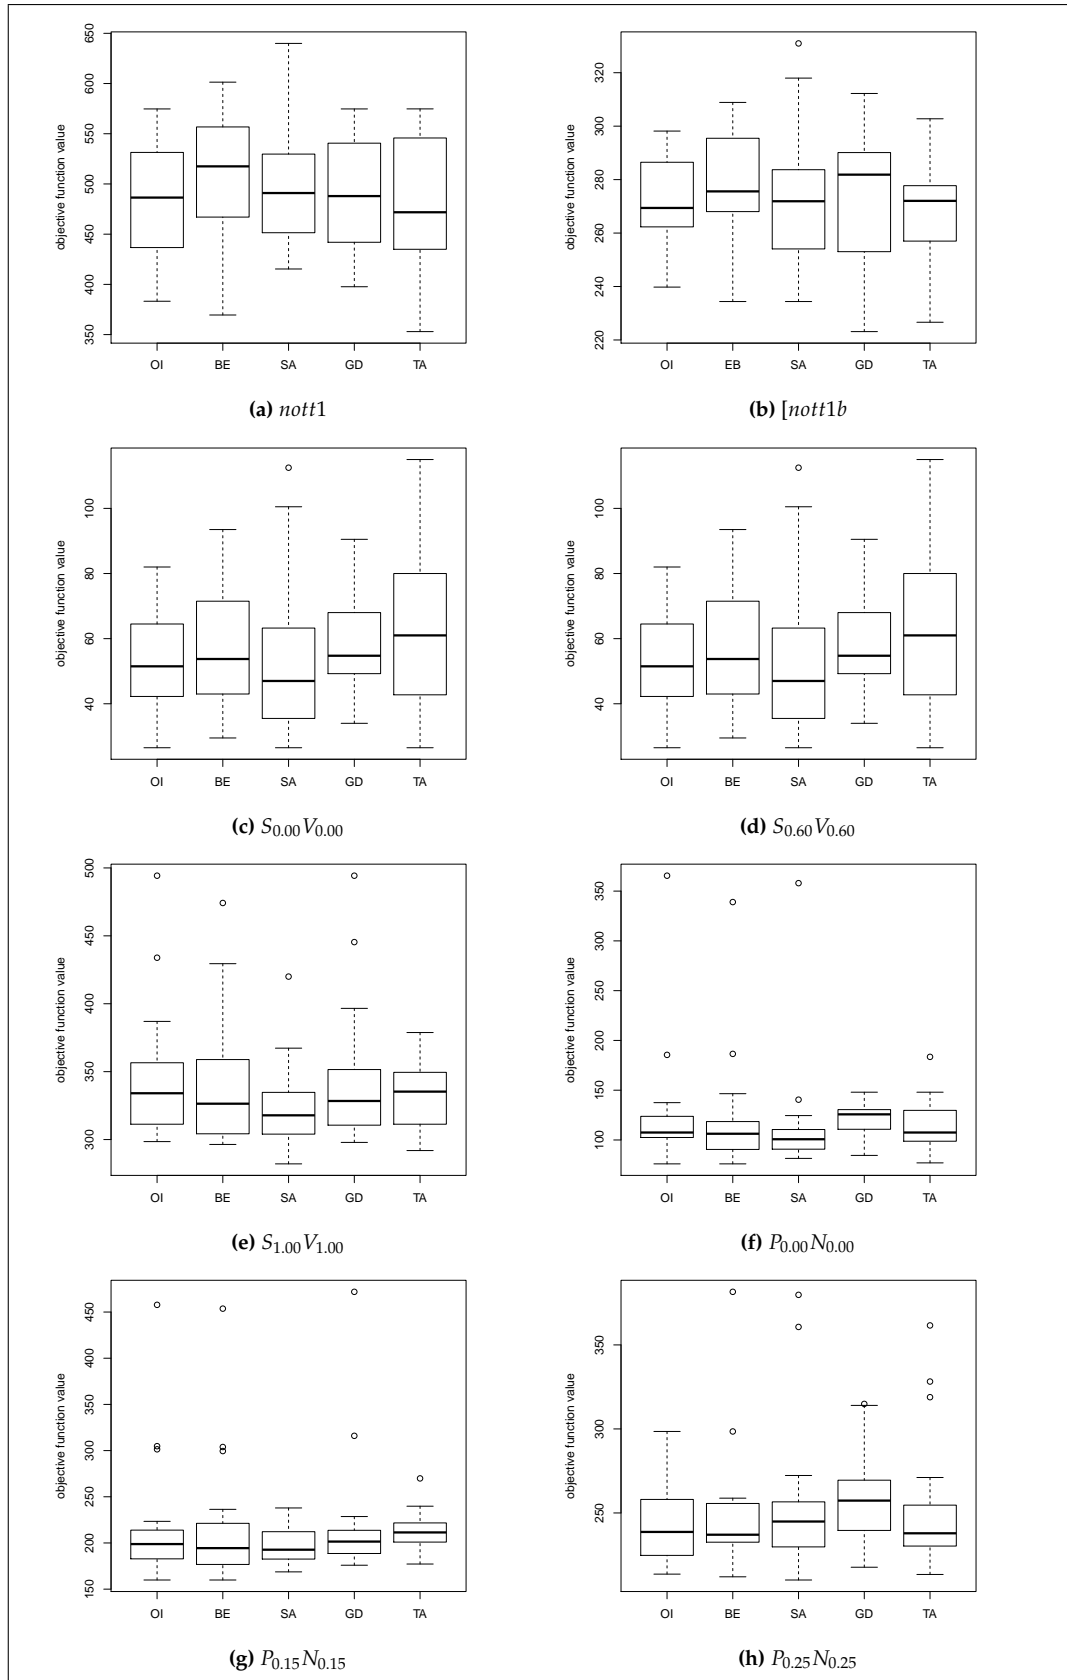 objective function value
350 400 450 500 550 600 650
OI BE SA GD TA
(a) nott1
objective function value
220 240 260 280 300 320
OI EB SA GD TA
(b) [nott1b
objective function value
40 60 80 100
OI BE SA GD TA
(c) S0.00V0.00
objective function value
40 60 80 100
OI BE SA GD TA
(d) S0.60V0.60
objective function value
300 350 400 450 500
OI BE SA GD TA
(e) S1.00V1.00
objective function value
100 150 200 250 300 350
OI BE SA GD TA
(f) P0.00N0.00
objective function value
150 200 250 300 350 400 450
OI BE SA GD TA
(g) P0.15N0.15
objective function value
250 300 350
OI BE SA GD TA
(h) P0.25N0.25